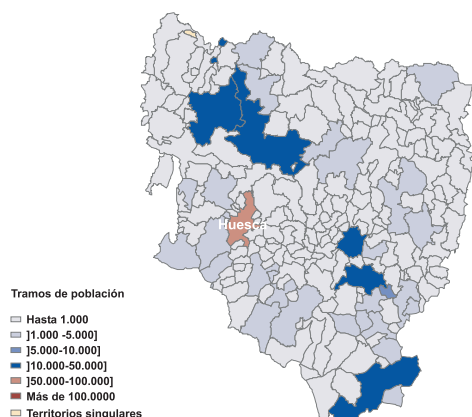 Huesca
Tramos de población
Hasta 1.000
]1.000 -5.000]
]5.000-10.000]
]10.000-50.000]
]50.000-100.000]
Más de 100.0000
Territorios singulares